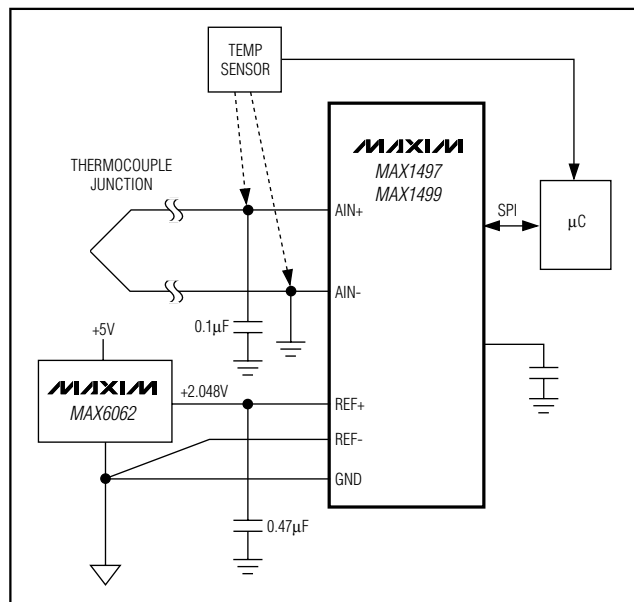 TEMP
SENSOR
MAXIM
MAX1497
MAX1499
THERMOCOUPLE
JUNCTION
AIN+
SPI
µC
AIN-
0.1µF
+5V
MAXIM
MAX6062
+2.048V
REF+
REF-
GND
0.47µF